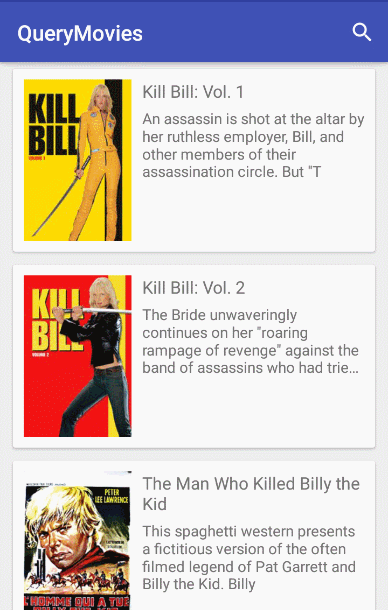 QueryMovies
KILL
BILL
VOLUME 1
Kill Bill: Vol. 1
An assassin is shot at the altar by
her ruthless employer, Bill, and
other members of their
assassination circle. But "T
KILL
BILL
VOLUME 2
Kill Bill: Vol. 2
The Bride unwaveringly
continues on her "roaring
rampage of revenge" against the
band of assassins who had trie…
PETER
LEE LAWRENCE
L'HOMME QUI A TUE
The Man Who Killed Billy the
Kid
This spaghetti western presents
a fictitious version of the often
filmed legend of Pat Garrett and
Billy the Kid. Billy